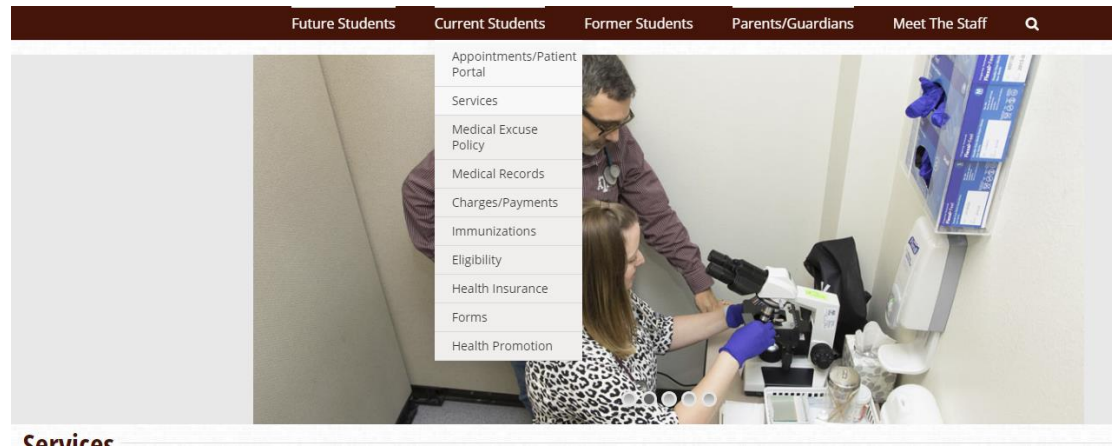 Future Students Current Students Former Students Parents/Guardians Meet The Staff
Appointments/Patient
Portal
Services
Medical Excuse
Policy
Medical Records
Charges/Payments
Immunizations
Eligibility
Health Insurance
Forms
Health Promotion
Services